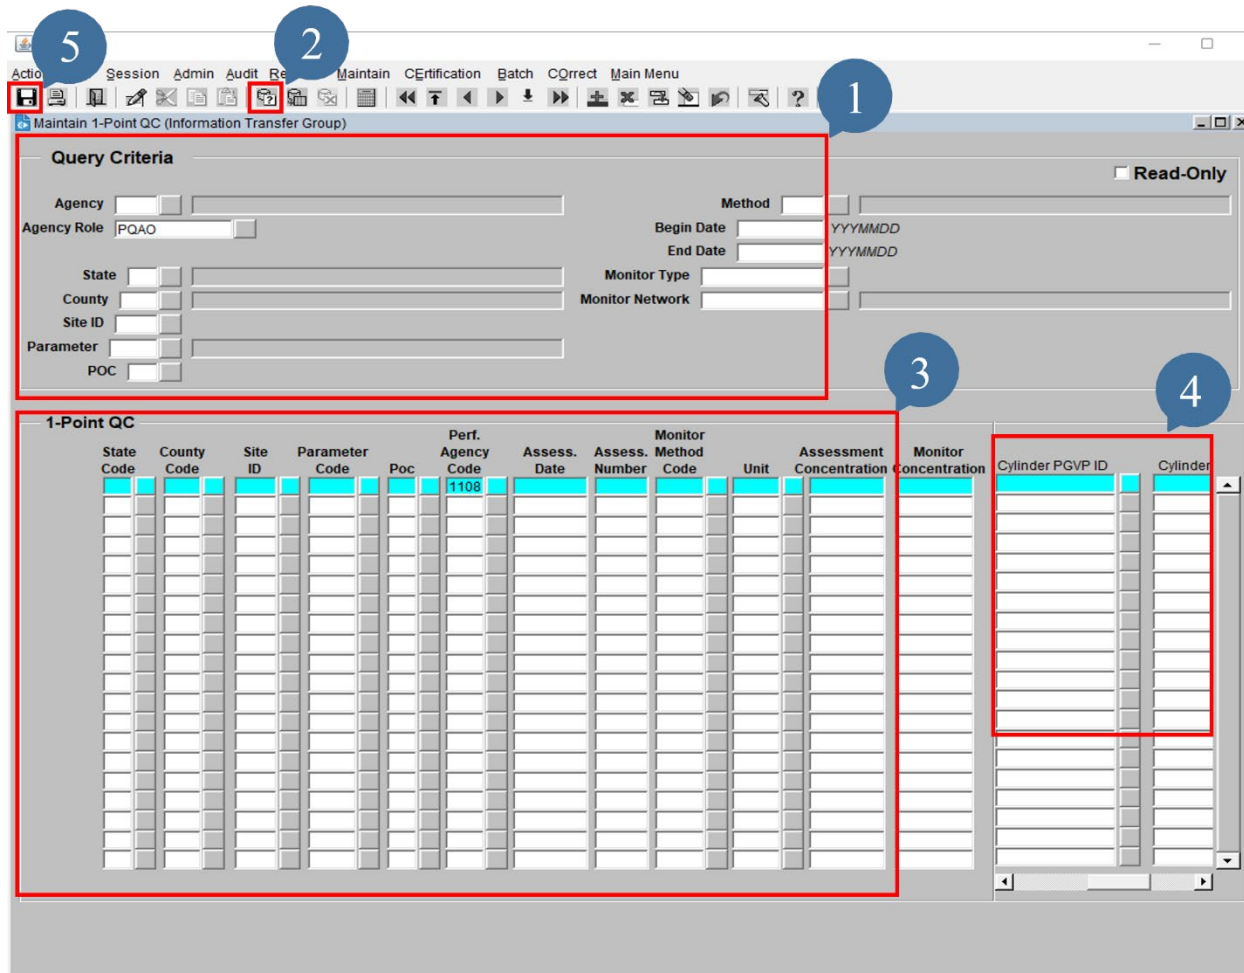 5
2
Session Admin Audit Maintain CErtification Batch COrrect Main Menu
1
Maintain 1-Point QC (Information Transfer Group)
Query Criteria
Read-Only
Agency
Method
Agency Role PQAO
Begin Date YYYMMDD
End Date YYYMMDD
State
Monitor Type
County
Monitor Network
Site ID
Parameter
POC
3
4
1-Point QC
State Code
County Code
Site ID
Parameter Code
Poc
Perf. Agency Code
Assess. Date
Assess. Number
Monitor Method Code
Unit
Assessment Concentration
Monitor Concentration
Cylinder PGVP ID
Cylinder
1108